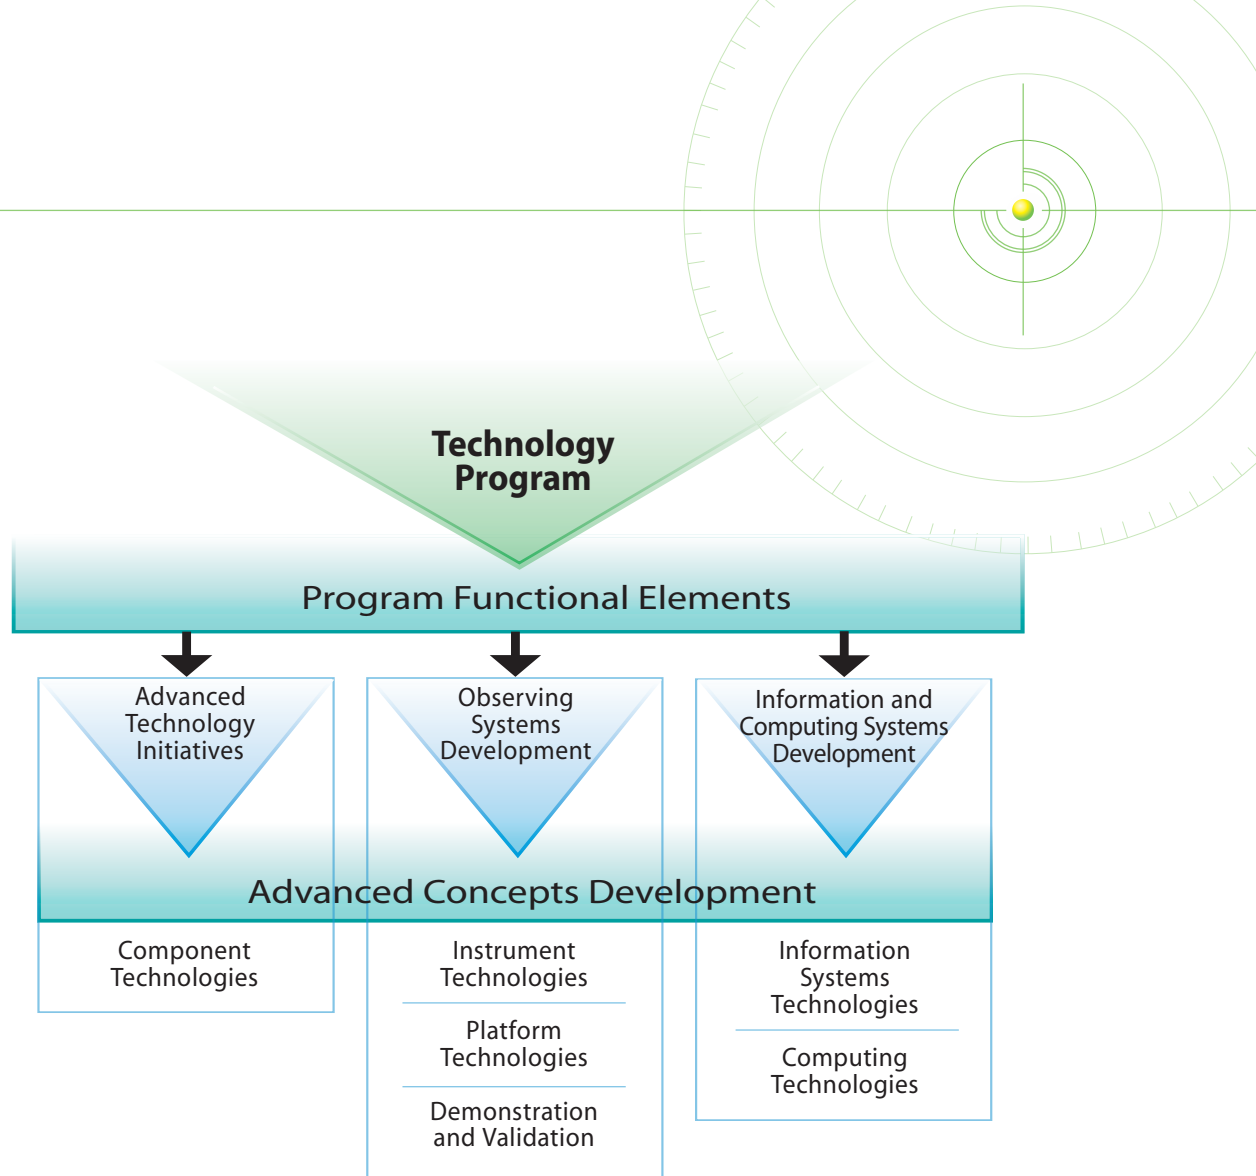 Technology
Program
Program Functional Elements
Advanced
Technology
Initiatives
Observing
Systems
Development
Information and
Computing Systems
Development
Advanced Concepts Development
Component
Technologies
Instrument
Technologies
Platform
Technologies
Demonstration
and Validation
Information
Systems
Technologies
Computing
Technologies